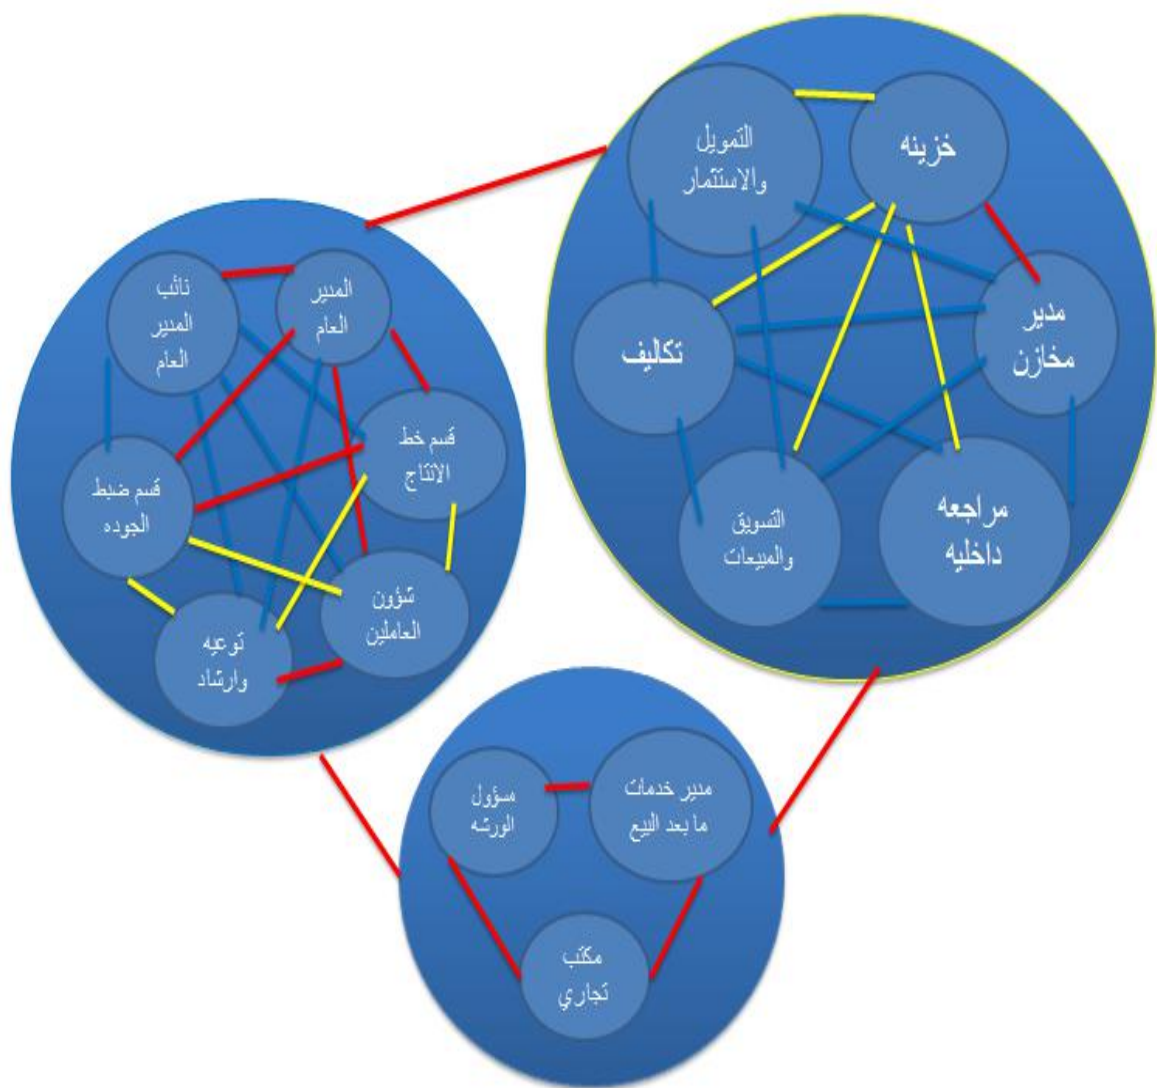 التمويل
والاستثمار
خزينه
مدير
مخازن
تكاليف
التسويق
والمبيعات
مراجعه
داخليه
المدير
العام
نائب
المدير
العام
قسم خط
الانتاج
قسم ضبط
الجوده
شؤون
العاملين
توعيه
وارشاد
مدير خدمات
ما بعد البيع
مسؤول
الورشه
مكتب
تجاري